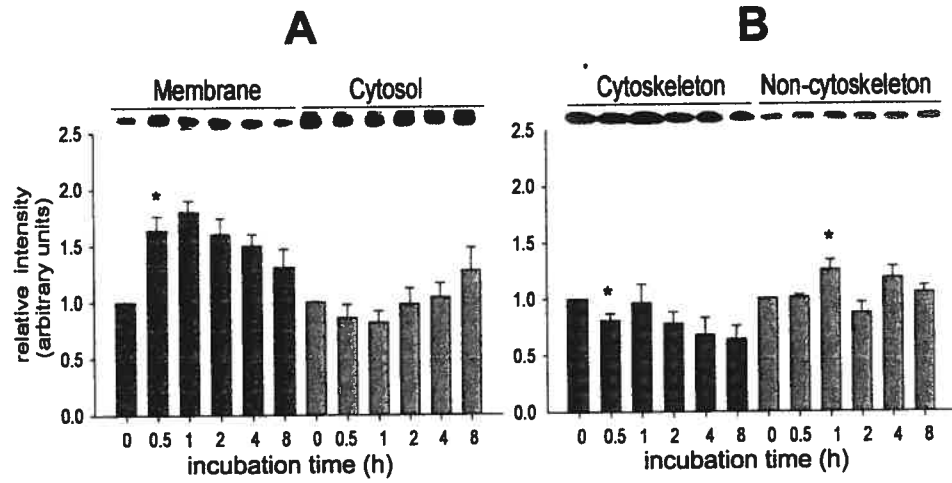 A
B
Membrane Cytosol
Cytoskeleton Non-cytoskeleton
2.5
2.0
1.5
1.0
0.5
0.0
relative intensity
(arbitrary units)
*
0 0.5 1 2 4 8 0 0.5 1 2 4 8
incubation time (h)
2.5
2.0
1.5
1.0
0.5
0.0
*
*
0 0.5 1 2 4 8 0 0.5 1 2 4 8
incubation time (h)